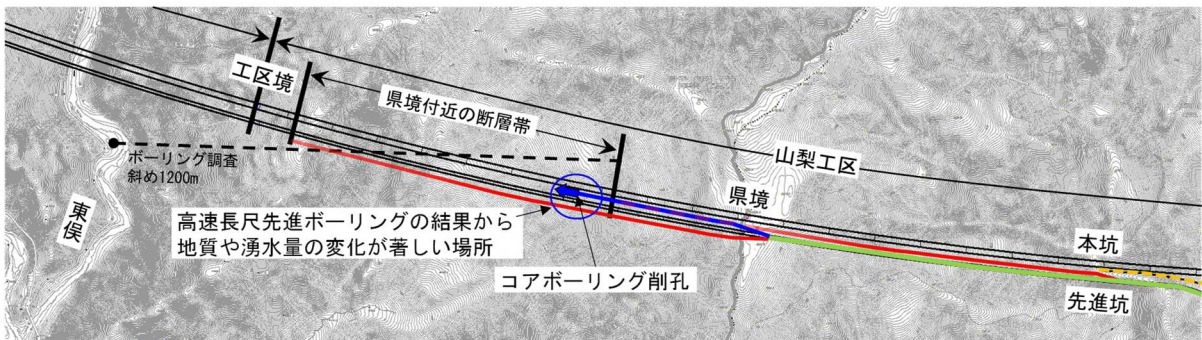 工区境
県境付近の断層帯
山梨工区
ボーリング調査
斜め1200m
県境
東俣
高速長尺先進ボーリングの結果から
地質や湧水量の変化が著しい場所
コアボーリング削孔
本坑
先進坑